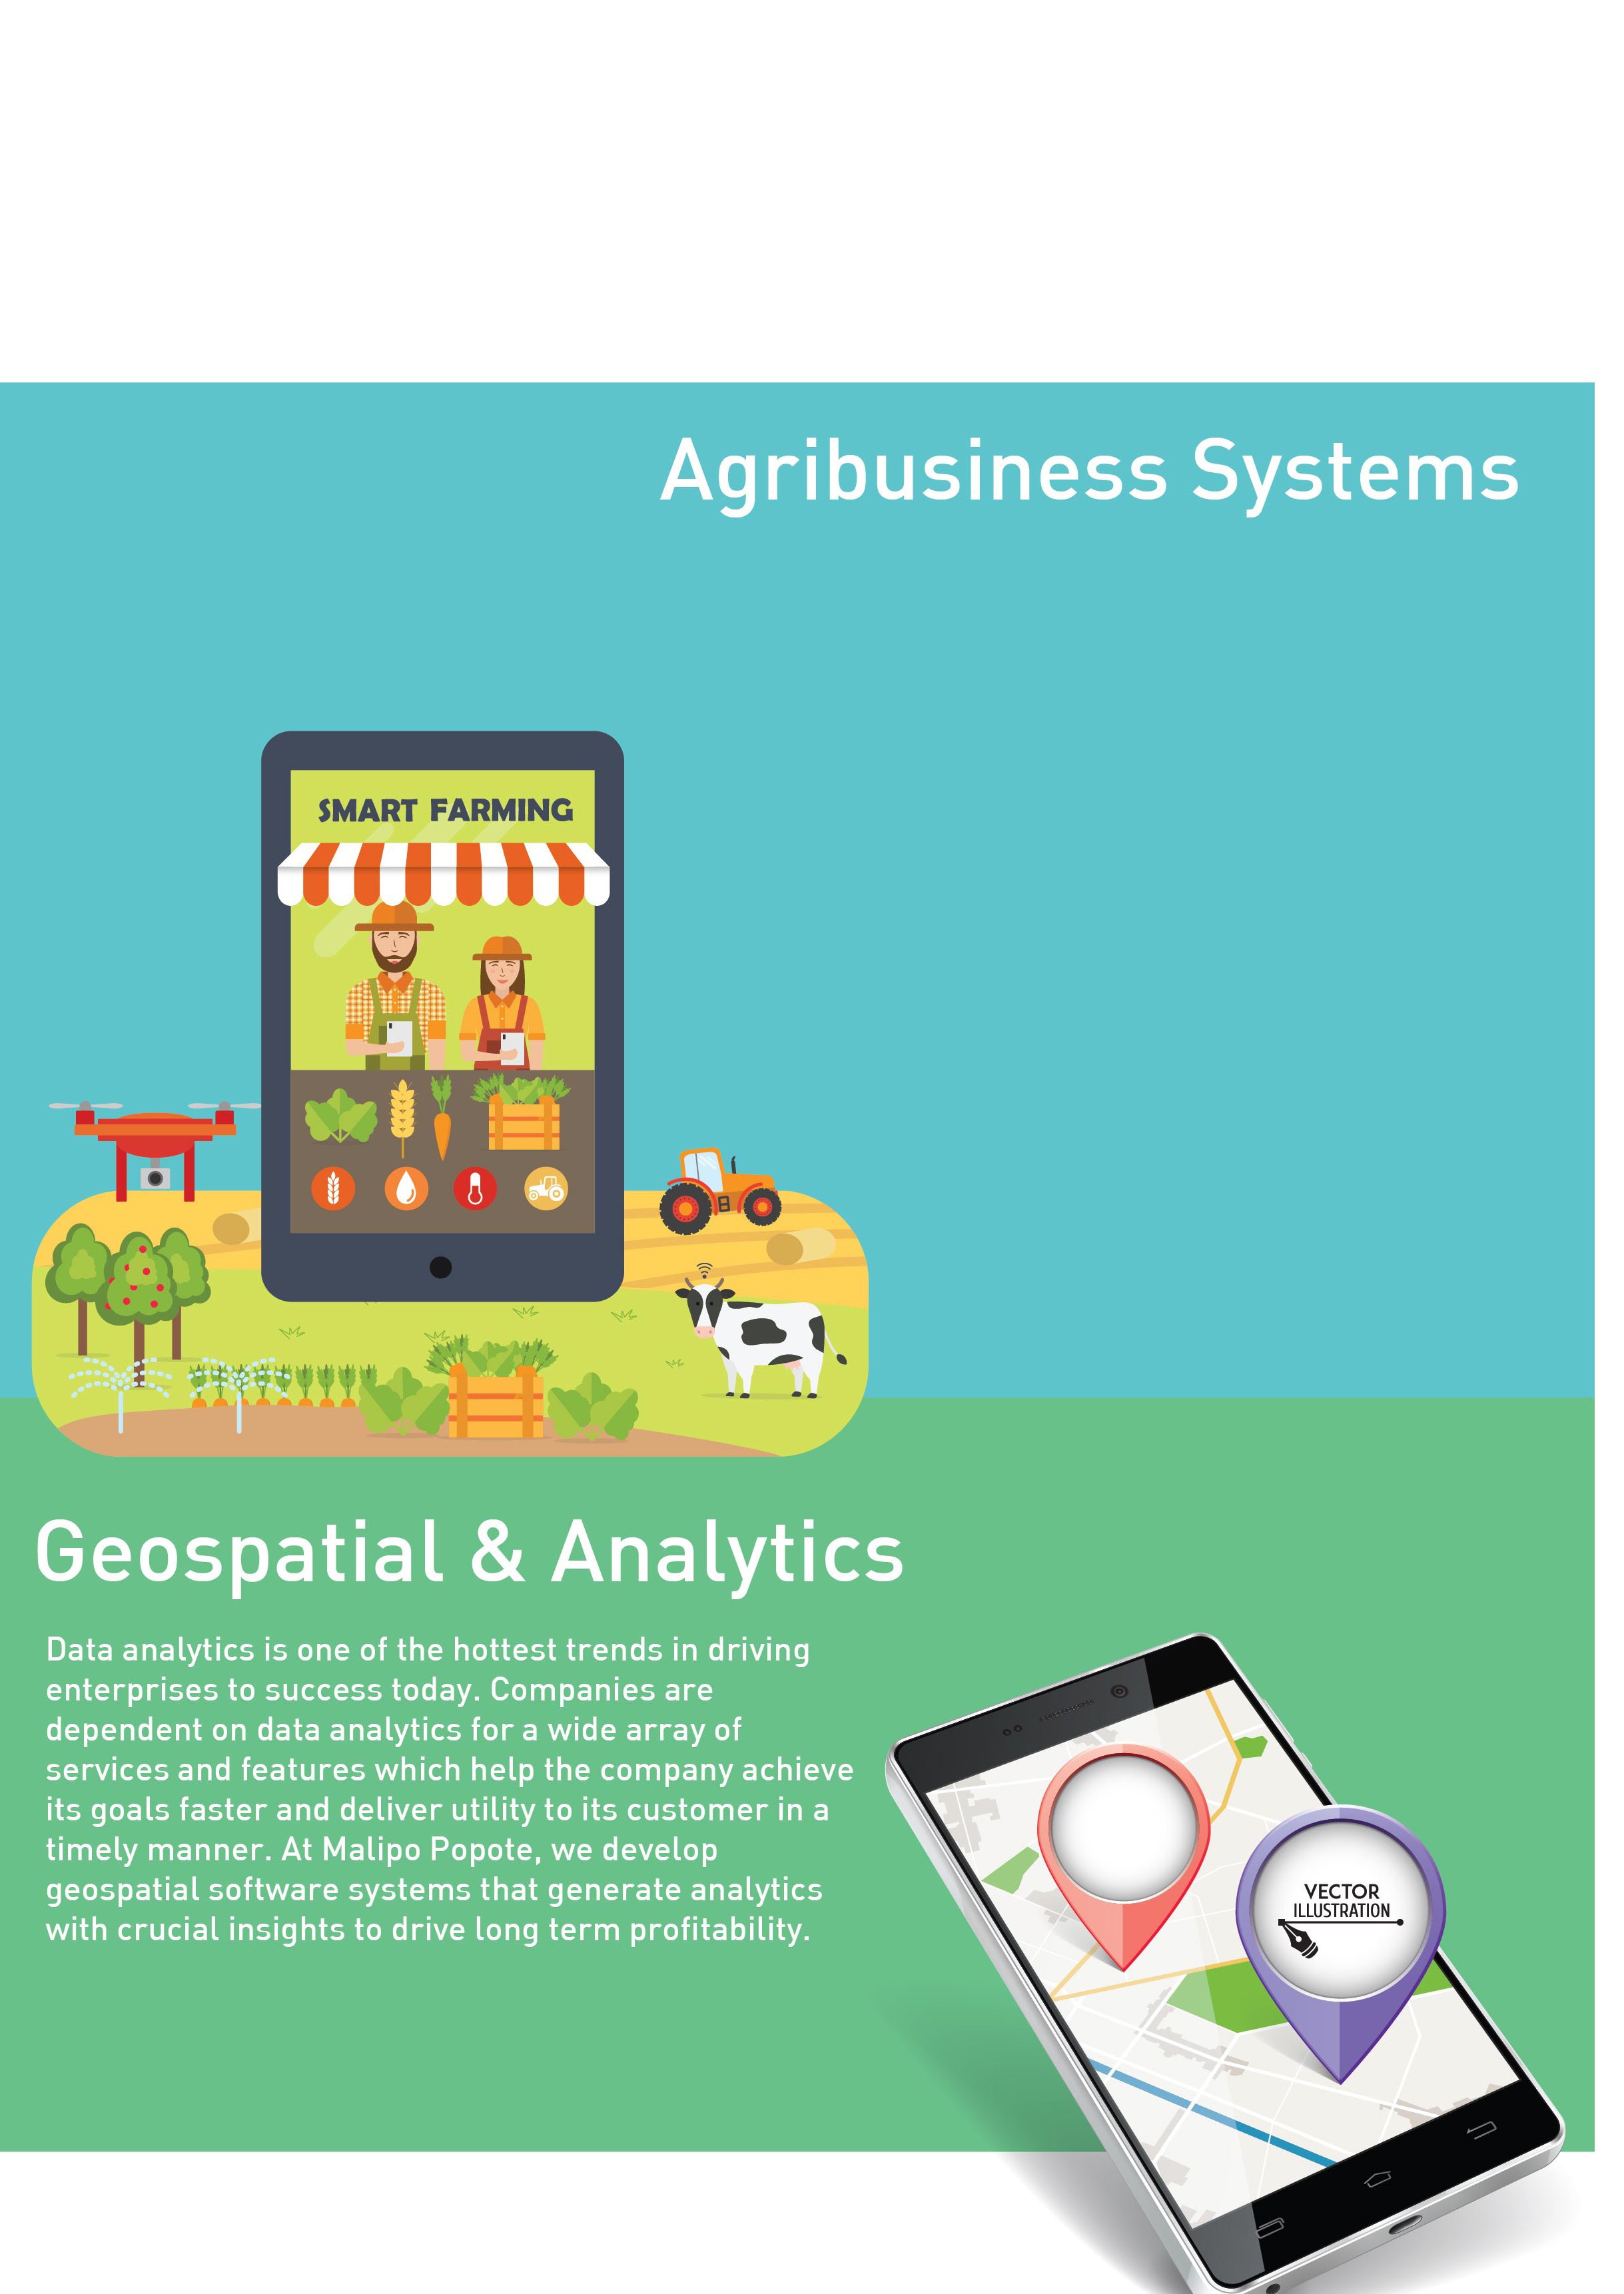 Agribusiness Systems
SMART FARMING
Geospatial & Analytics
Data analytics is one of the hottest trends in driving
enterprises to success today. Companies are
dependent on data analytics for a wide array of
services and features which help the company achieve
its goals faster and deliver utility to its customer in a
timely manner. At Malipo Popote, we develop
geospatial software systems that generate analytics
with crucial insights to drive long term profitability.
VECTOR
ILLUSTRATION